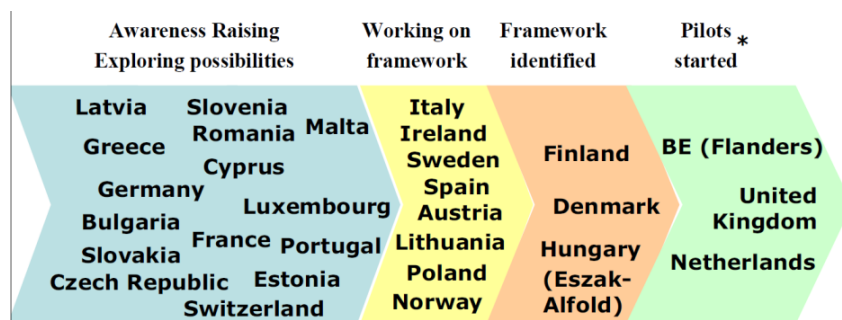 Awareness Raising
Exploring possibilities
Working on
framework
Framework
identified
Pilots
started *
Latvia
Slovenia
Romania
Malta
Greece
Cyprus
Germany
Luxembourg
Bulgaria
France
Portugal
Slovakia
Czech Republic
Estonia
Switzerland
Italy
Ireland
Sweden
Spain
Austria
Lithuania
Poland
Norway
Finland
Denmark
Hungary
(Eszak-
Alfold)
BE (Flanders)
United
Kingdom
Netherlands